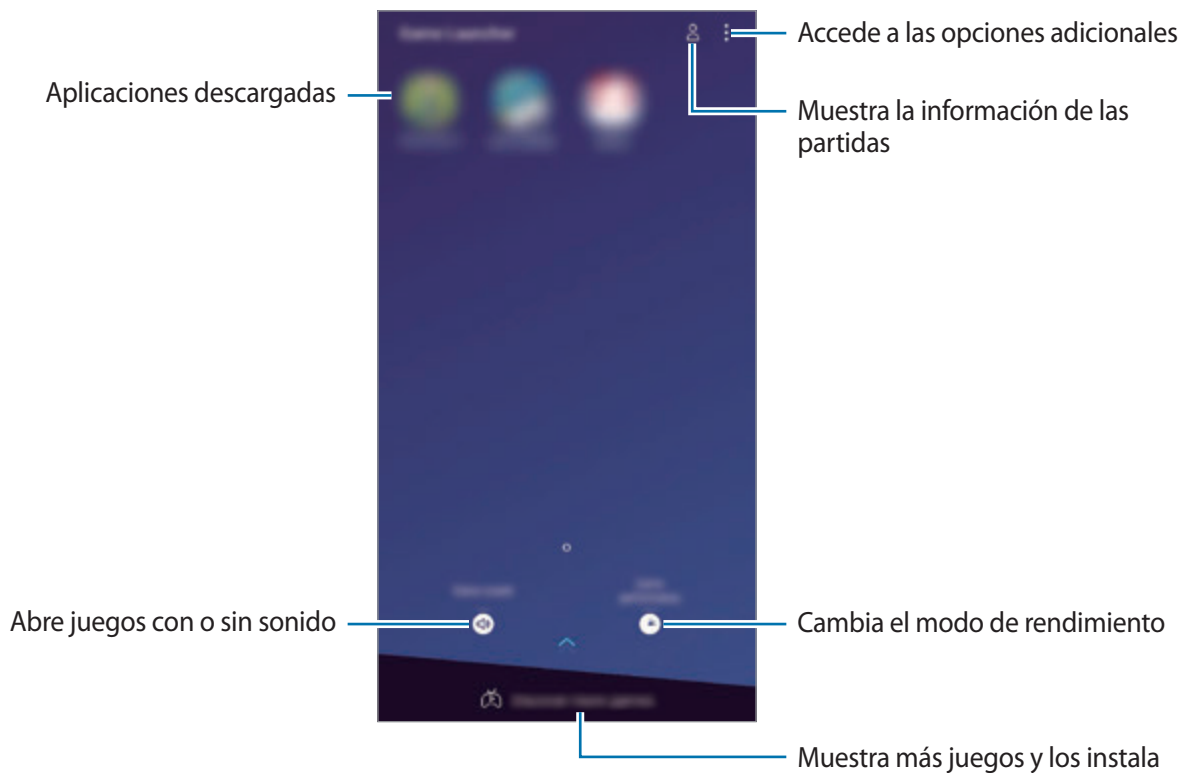 Accede a las opciones adicionales
Aplicaciones descargadas
Muestra la información de las
partidas
Abre juegos con o sin sonido
Cambia el modo de rendimiento
Muestra más juegos y los instala